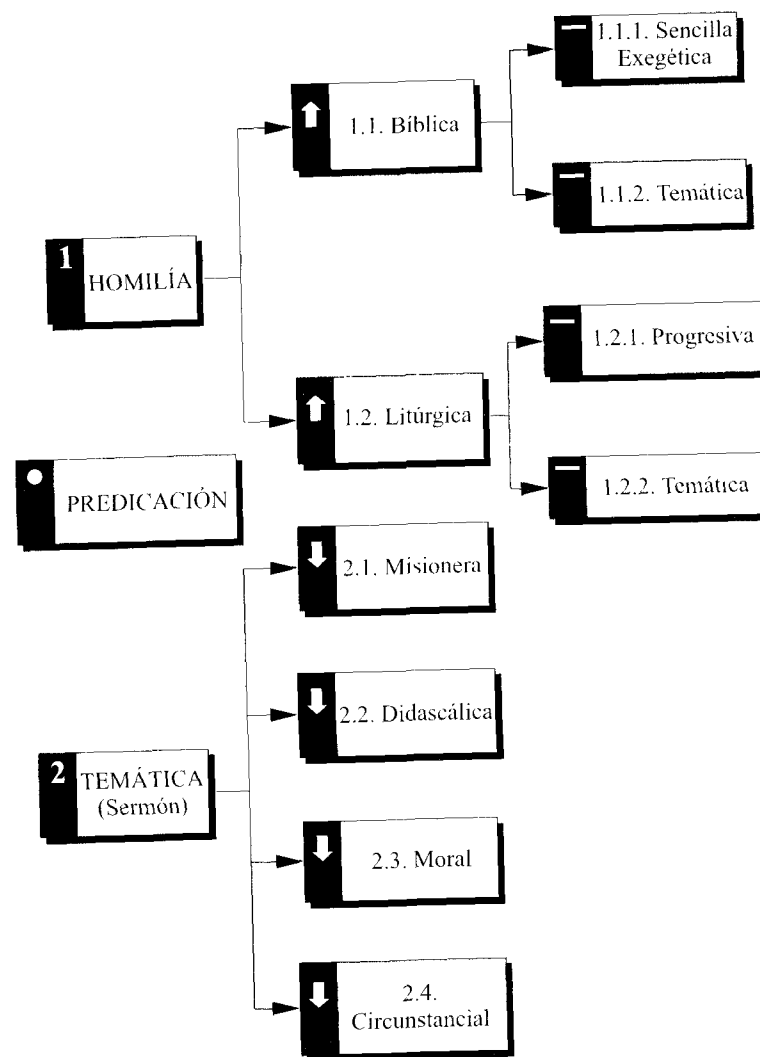 1.1.1. Sencilla
Exegética
1.1. Bíblica
1.1.2. Temática
1
HOMILÍA
1.2.1. Progresiva
1.2. Litúrgica
1.2.2. Temática
PREDICACIÓN
2.1. Misionera
2.2. Didascálica
2
TEMÁTICA
(Sermón)
2.3. Moral
2.4.
Circunstancial